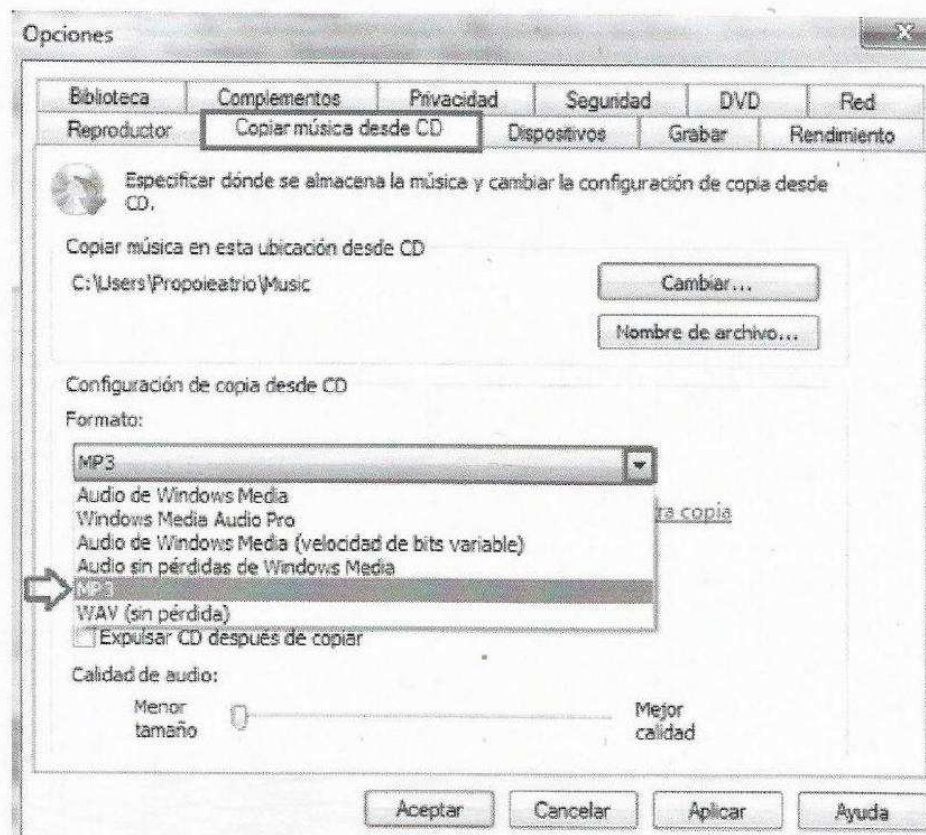 Opciones
Biblioteca Complementos Privacidad Seguridad DVD Red
Reproductor Copiar música desde CD Dispositivos Grabar Rendimiento
Especificar dónde se almacena la música y cambiar la configuración de copia desde
CD.
Copiar música en esta ubicación desde CD
C:\Users\Propoieatrio\Music
Cambiar...
Nombre de archivo...
Configuración de copia desde CD
Formato:
MP3
Audio de Windows Media
Windows Media Audio Pro
ra copia
Audio de Windows Media (velocidad de bits variable)
Audio sin pérdidas de Windows Media
MP3
WAV (sin pérdida)
Expulsar CD después de copiar
Calidad de audio:
Menor
tamaño
Mejor
calidad
Aceptar Cancelar Aplicar Ayuda